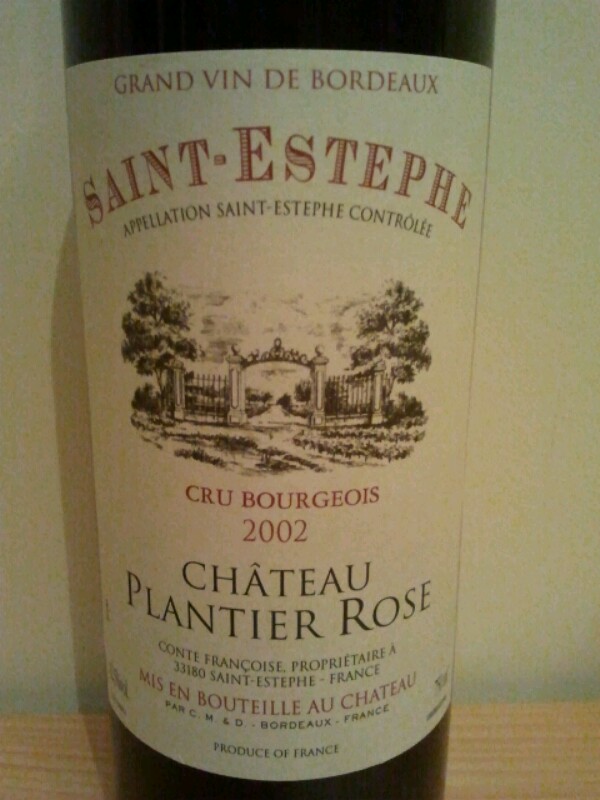 GRAND VIN DE BORDEAUX
SAINT-ESTEPHE
APPELLATION SAINT-ESTEPHE CONTRÔLÉE
CRU BOURGEOIS
2002
CHÂTEAU
PLANTIER ROSE
CONTE FRANÇOISE, PROPRIÉTAIRE À
33180 SAINT-ESTEPHE - FRANCE
MIS EN BOUTEILLE AU CHATEAU
PAR C. M. & D. - BORDEAUX - FRANCE
PRODUCE OF FRANCE